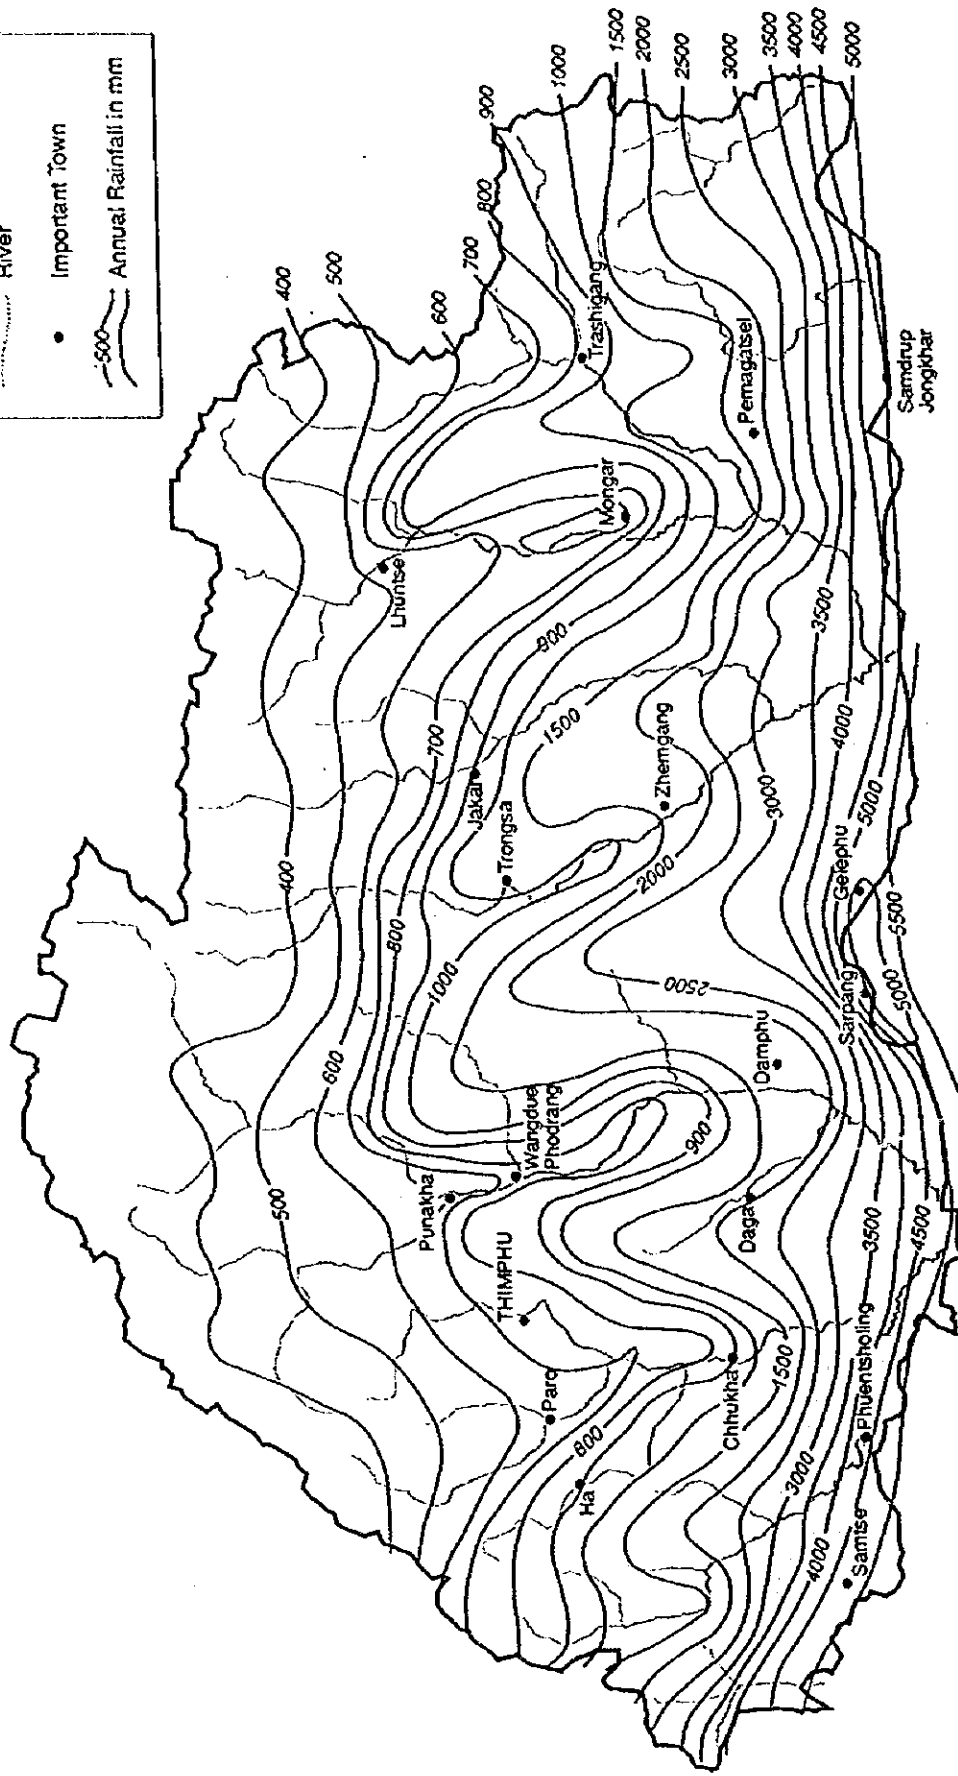 River
Important Town
500 Annual Rainfall in mm
400
500
400
500
600
Lhuntse
800
700
600
700
800
900
Punakha
1000
Jakar
THIMPHU
Trongsa
Wangdue
Phodrang
900
1500
1000
Paro
Trashigang
Ha
800
Mongar
1500
2000
2000
Zhemgang
2500
2500
900
Chhukha
Daga
Damphu
Pemagatsel
3000
1500
3000
3500
3000
4000
4000
Samtse
Phuentsholing
3500
Sarpang
Gelephu
4000
3500
4500
5000
4500
5000
5500
5000
Samdrup
Jongkhar